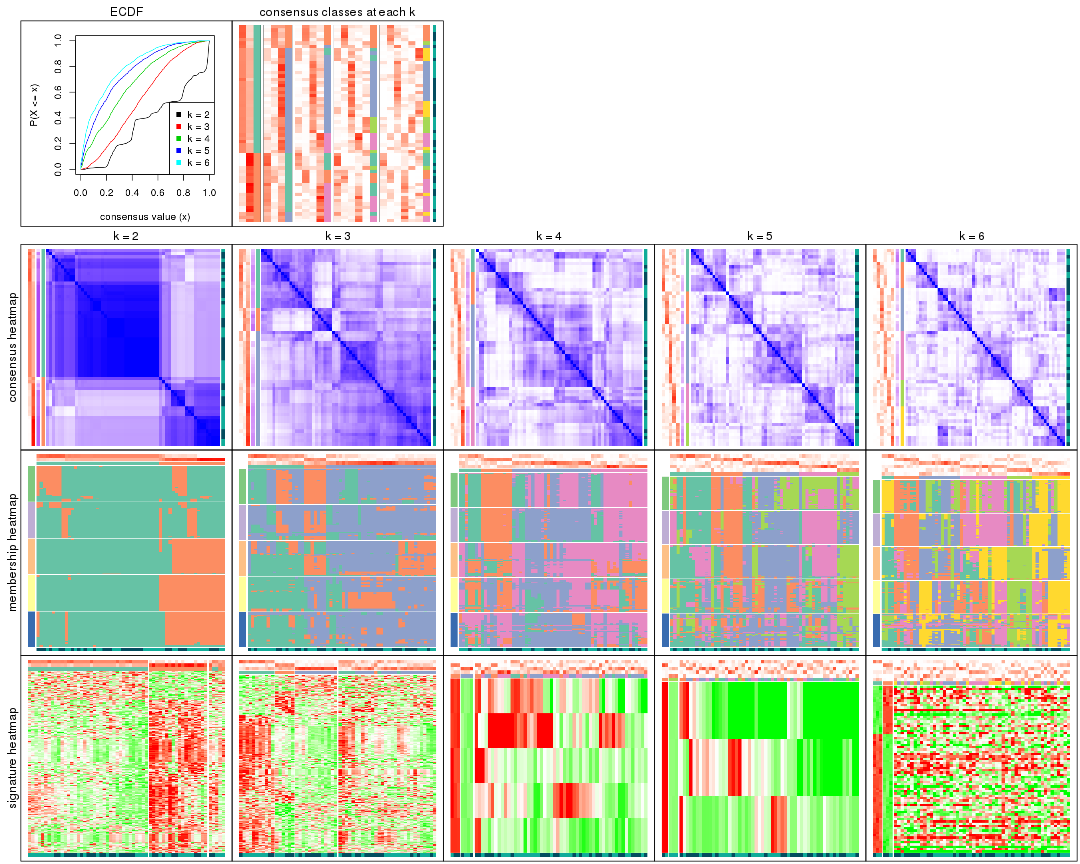 ECDF
consensus classes at each k
P(X <= x)
0.0 0.2 0.4 0.6 0.8 1.0
k = 2
k = 3
k = 4
k = 5
k = 6
0.0 0.2 0.4 0.6 0.8 1.0
consensus value (x)
k = 2
k = 3
k = 4
k = 5
k = 6
consensus heatmap
membership heatmap
signature heatmap